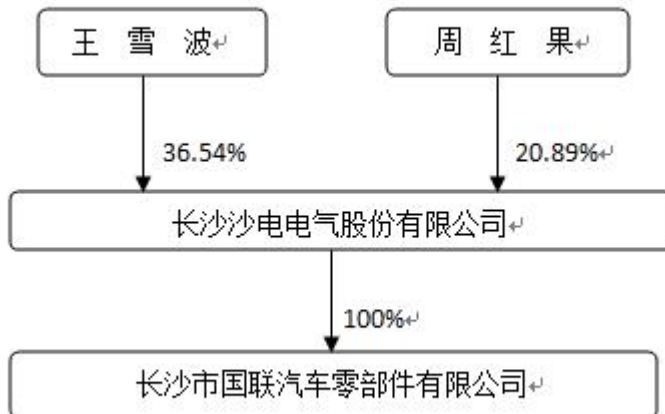 王 雪 波
周 红 果
36.54%
20.89%
长沙沙电电气股份有限公司
100%
长沙市国联汽车零部件有限公司